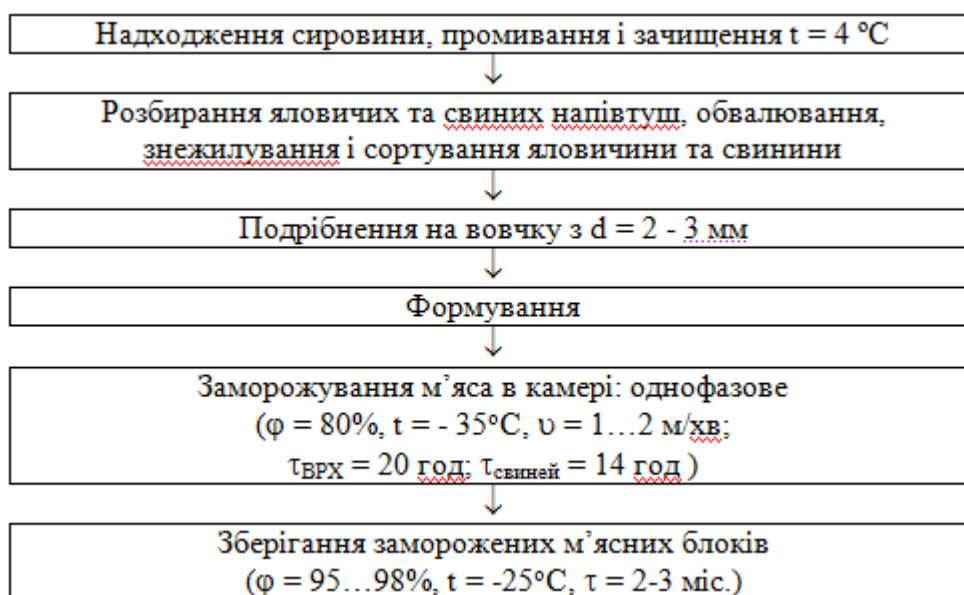 Надходження сировини, промивання і зачищення t = 4 ºС
Розбирання яловичих та свиних напівтуш, обвалювання,
знежилування і сортування яловичини та свинини
Подрібнення на вовчку з d = 2 - 3 мм
Формування
Заморожування м’яса в камері: однофазове
(φ = 80%, t = - 35ºС, υ = 1…2 м/хв;
τВРХ = 20 год; τсвиней = 14 год )
Зберігання заморожених м’ясних блоків
(φ = 95…98%, t = -25ºС, τ = 2-3 міс.)